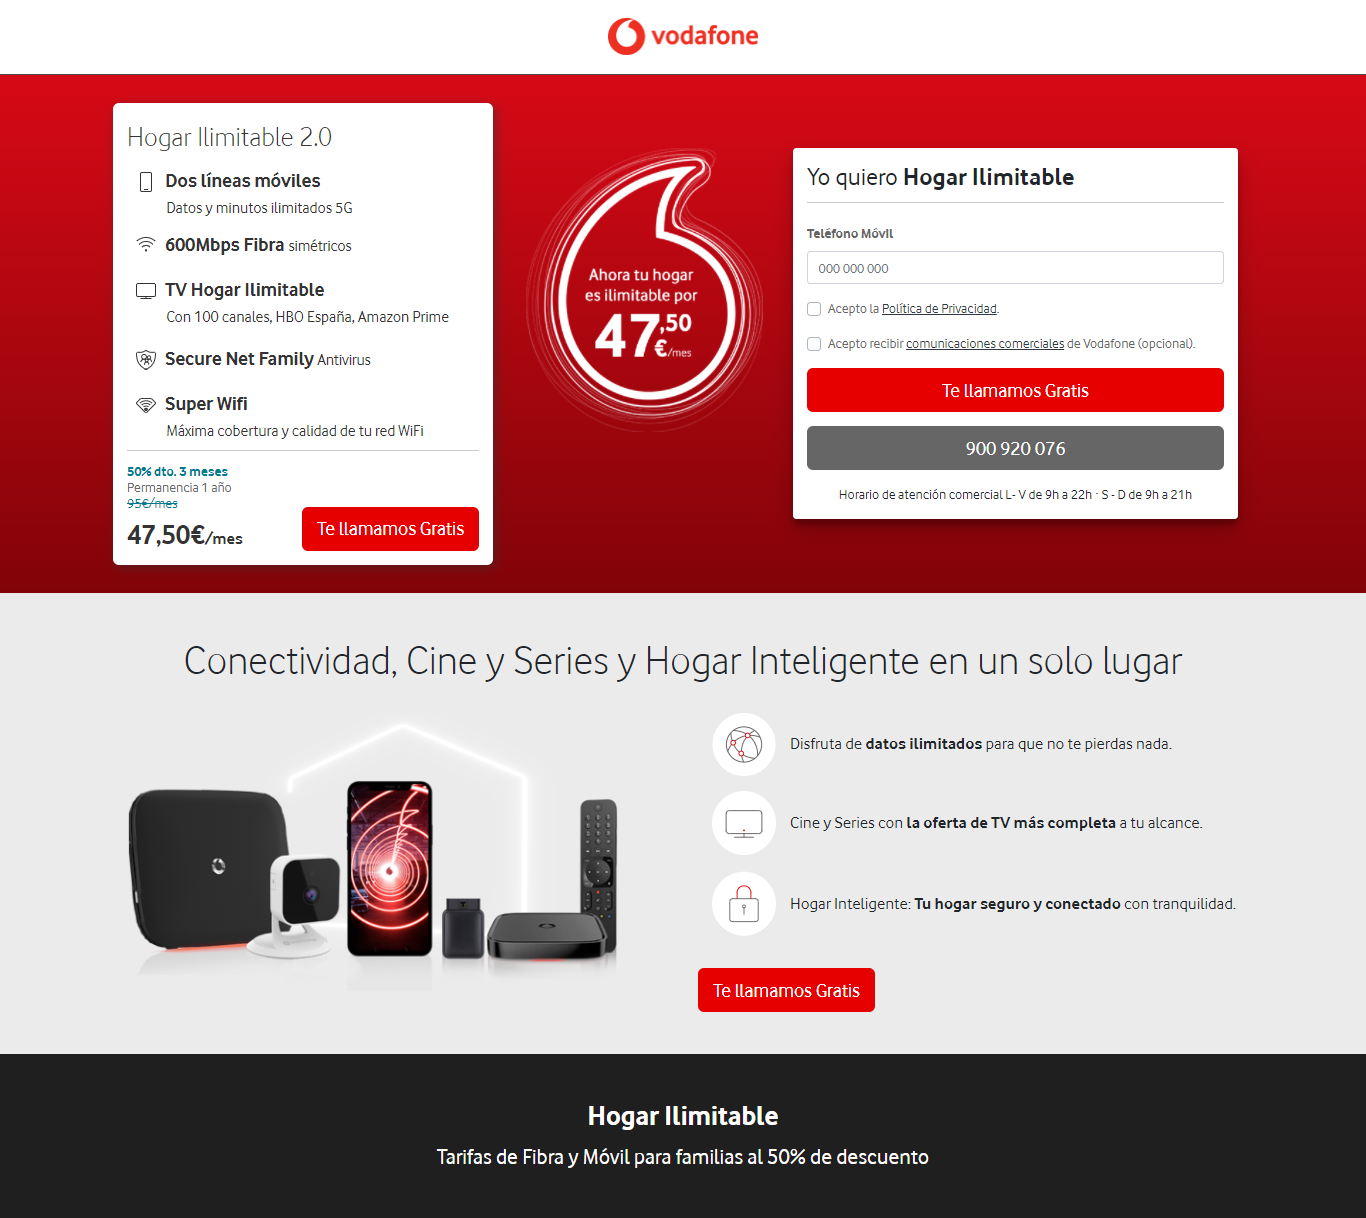 vodafone
Hogar Ilimitable 2.0
Dos líneas móviles
Datos y minutos ilimitados 5G
600Mbps Fibra simétricos
TV Hogar Ilimitable
Con 100 canales, HBO España, Amazon Prime
Secure Net Family Antivirus
Super Wifi
Máxima cobertura y calidad de tu red WiFi
50% dto. 3 meses
Permanencia 1 año
95€/mes
47,50€/mes
Te llamamos Gratis
Ahora tu hogar
es ilimitable por
47,50
€/mes
Yo quiero Hogar Ilimitable
Teléfono Móvil
000 000 000
Acepto la Política de Privacidad.
Acepto recibir comunicaciones comerciales de Vodafone (opcional).
Te llamamos Gratis
900 920 076
Horario de atención comercial L- V de 9h a 22h · S - D de 9h a 21h
Conectividad, Cine y Series y Hogar Inteligente en un solo lugar
Disfruta de datos ilimitados para que no te pierdas nada.
Cine y Series con la oferta de TV más completa a tu alcance.
Hogar Inteligente: Tu hogar seguro y conectado con tranquilidad.
Te llamamos Gratis
Hogar Ilimitable
Tarifas de Fibra y Móvil para familias al 50% de descuento